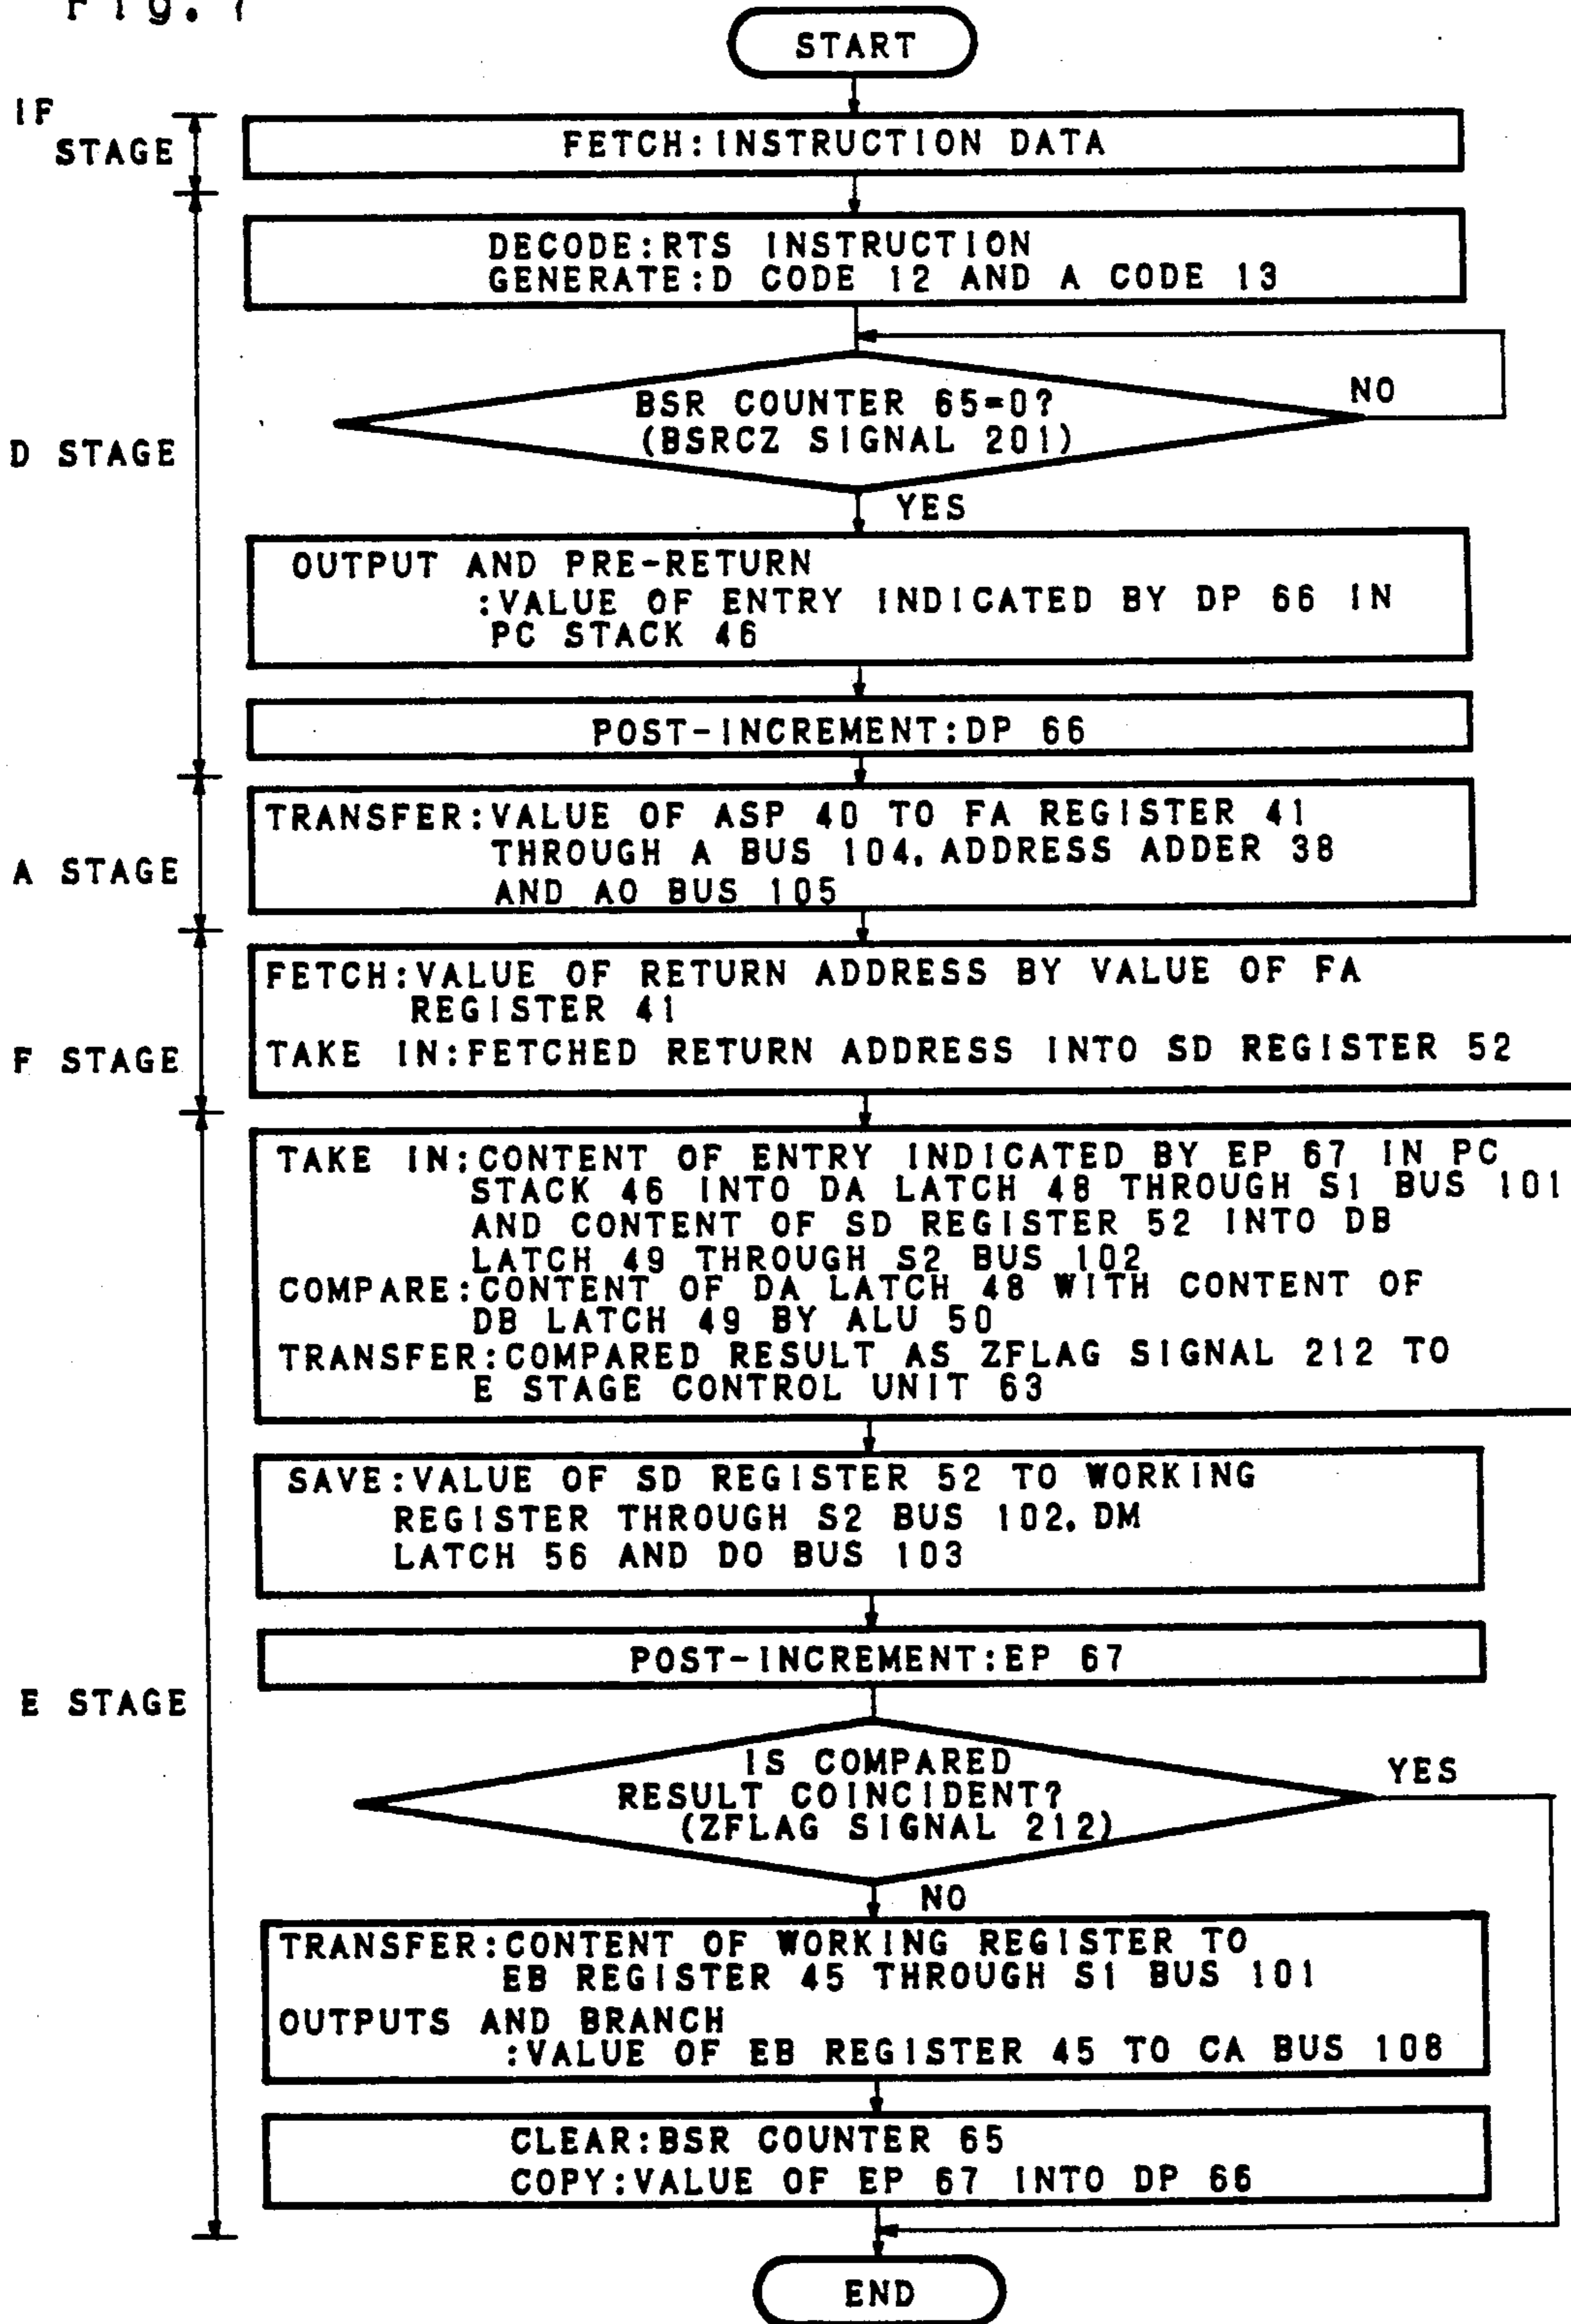 Fig. 7
START
IF
STAGE
FETCH:INSTRUCTION DATA
DECODE:RTS INSTRUCTION
GENERATE:D CODE 12 AND A CODE 13
BSR COUNTER 65=0?
(BSRCZ SIGNAL 201)
NO
D STAGE
YES
OUTPUT AND PRE-RETURN
:VALUE OF ENTRY INDICATED BY DP 66 IN
PC STACK 46
POST-INCREMENT:DP 66
TRANSFER:VALUE OF ASP 40 TO FA REGISTER 41
THROUGH A BUS 104, ADDRESS ADDER 38
AND AO BUS 105
A STAGE
FETCH:VALUE OF RETURN ADDRESS BY VALUE OF FA
REGISTER 41
TAKE IN:FETCHED RETURN ADDRESS INTO SD REGISTER 52
F STAGE
TAKE IN:CONTENT OF ENTRY INDICATED BY EP 67 IN PC
STACK 46 INTO DA LATCH 48 THROUGH S1 BUS 101
AND CONTENT OF SD REGISTER 52 INTO DB
LATCH 49 THROUGH S2 BUS 102
COMPARE:CONTENT OF DA LATCH 48 WITH CONTENT OF
DB LATCH 49 BY ALU 50
TRANSFER:COMPARED RESULT AS ZFLAG SIGNAL 212 TO
E STAGE CONTROL UNIT 63
SAVE:VALUE OF SD REGISTER 52 TO WORKING
REGISTER THROUGH S2 BUS 102, DM
LATCH 56 AND DO BUS 103
POST-INCREMENT:EP 67
E STAGE
IS COMPARED
RESULT COINCIDENT?
(ZFLAG SIGNAL 212)
YES
NO
TRANSFER:CONTENT OF WORKING REGISTER TO
EB REGISTER 45 THROUGH S1 BUS 101
OUTPUTS AND BRANCH
:VALUE OF EB REGISTER 45 TO CA BUS 108
CLEAR:BSR COUNTER 65
COPY:VALUE OF EP 67 INTO DP 66
END